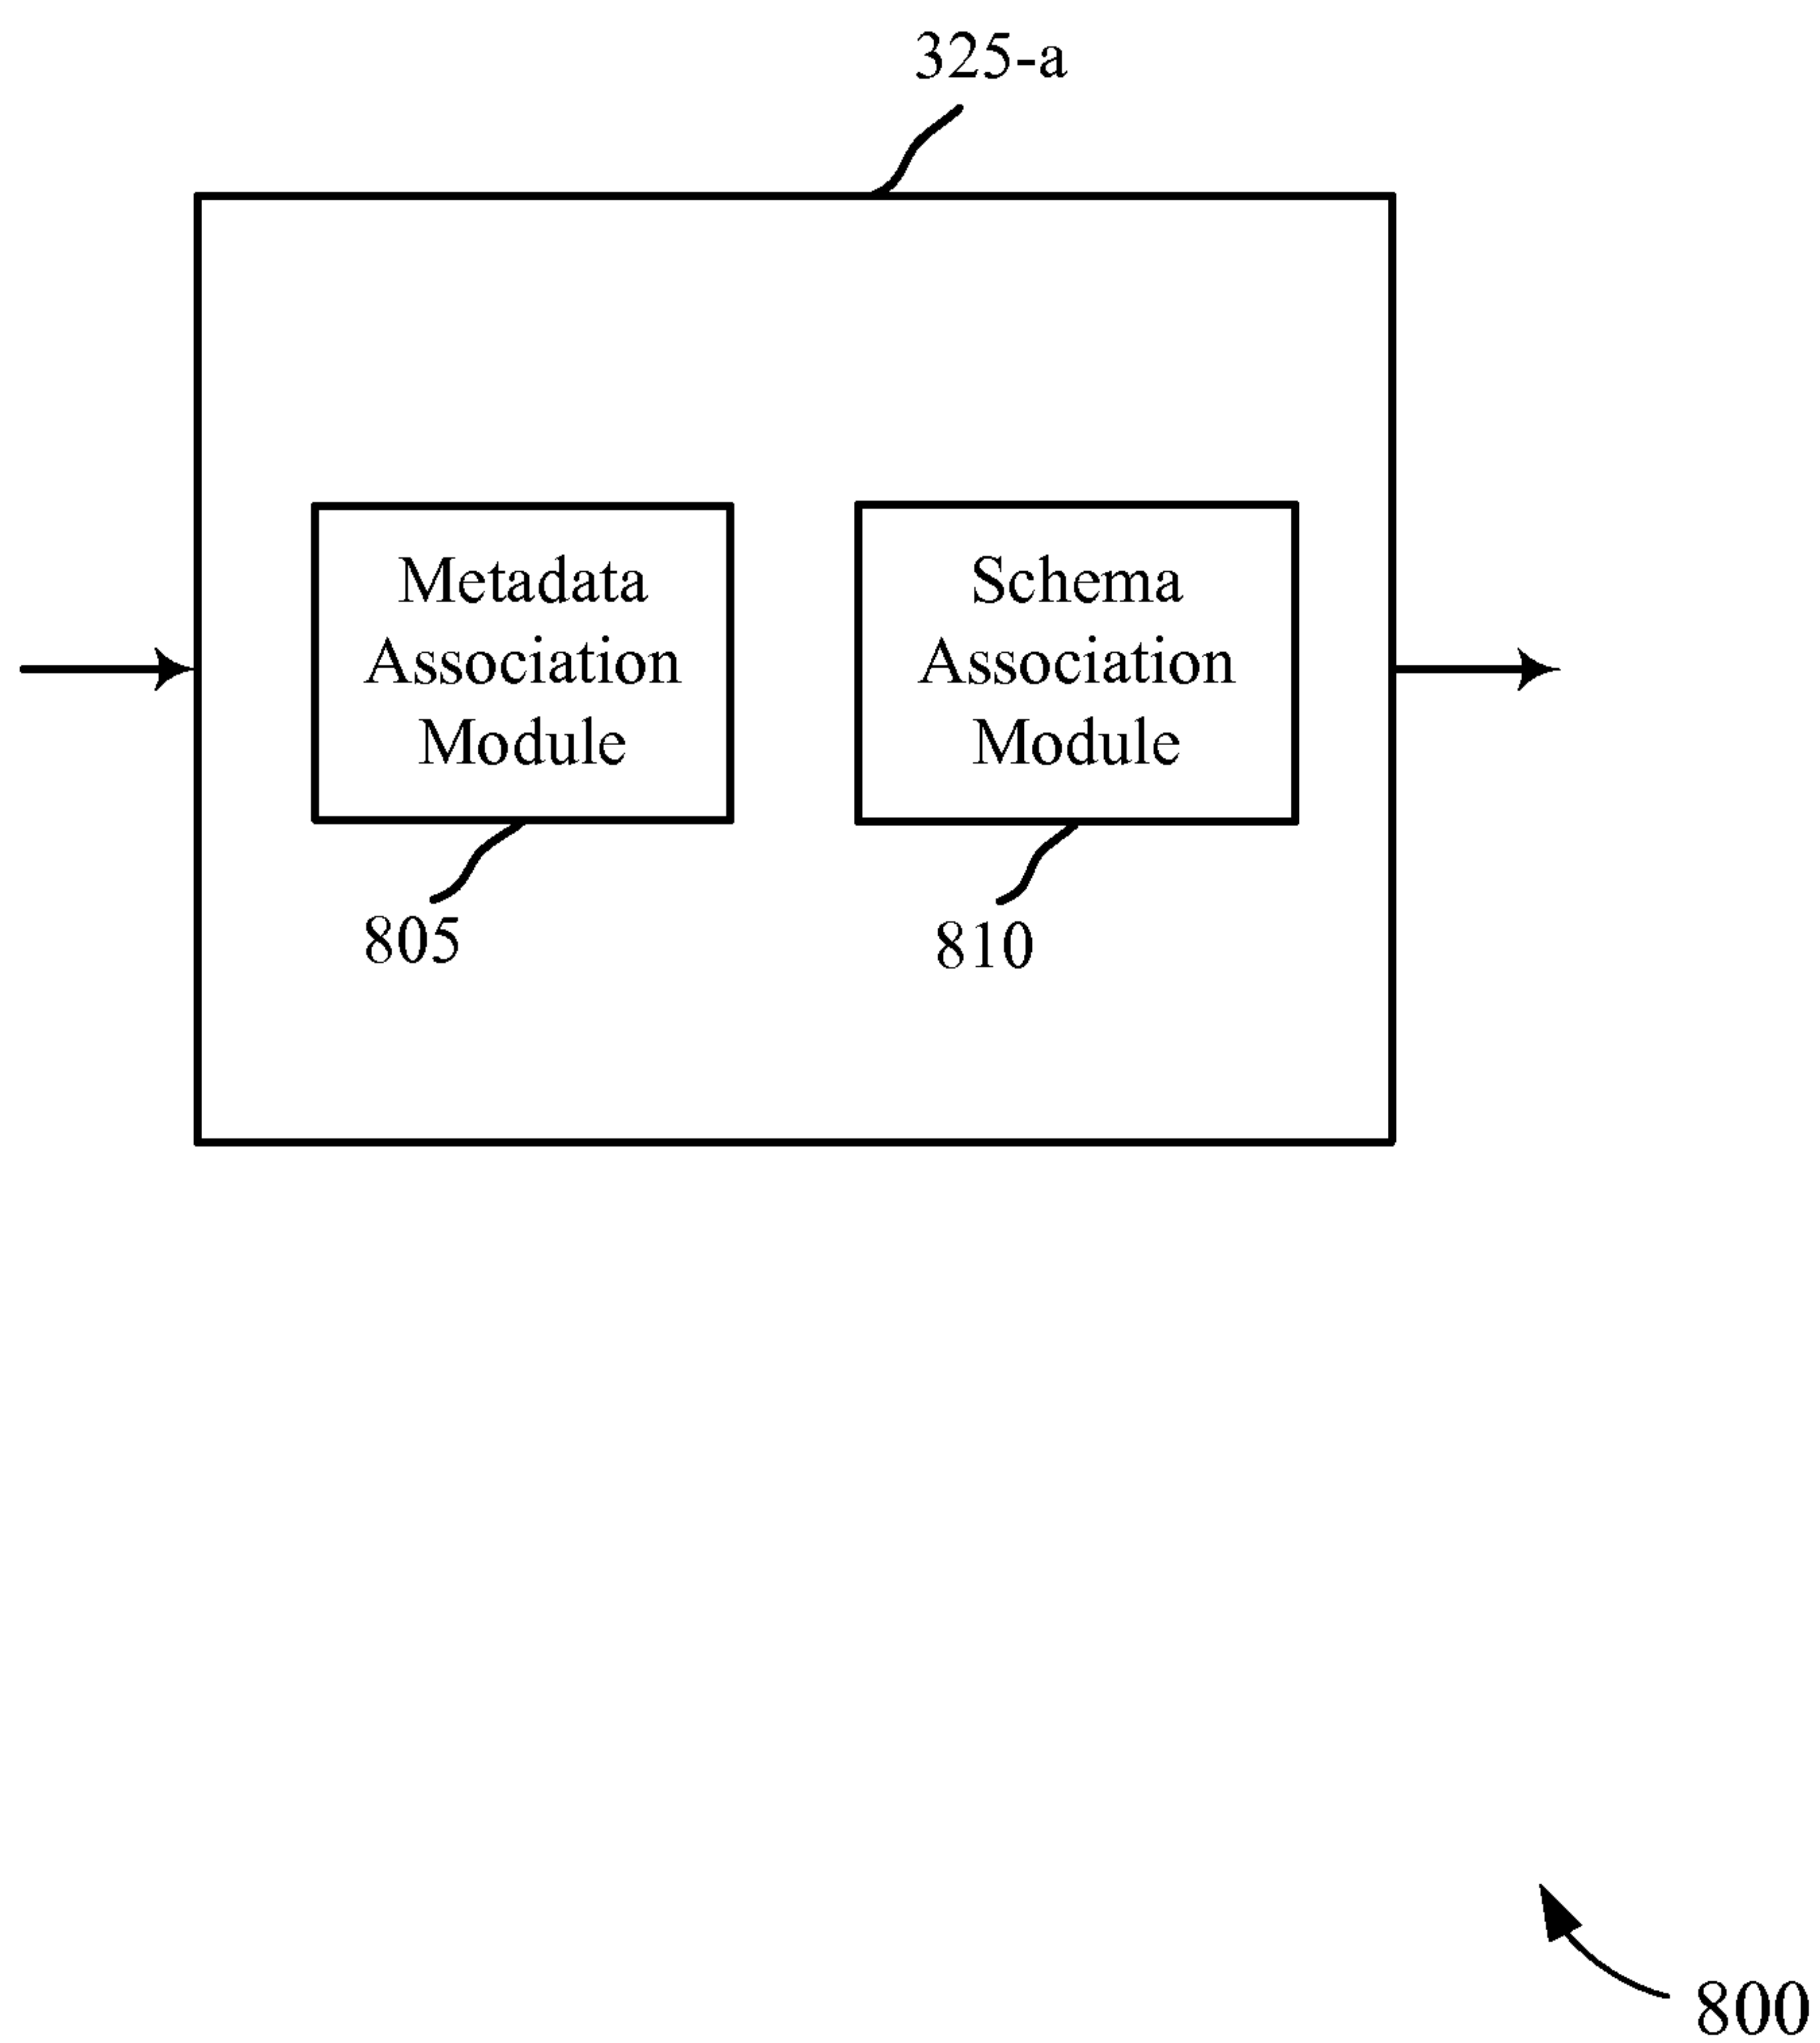 325-a
Metadata
Association
Module
Schema
Association
Module
805
810
800